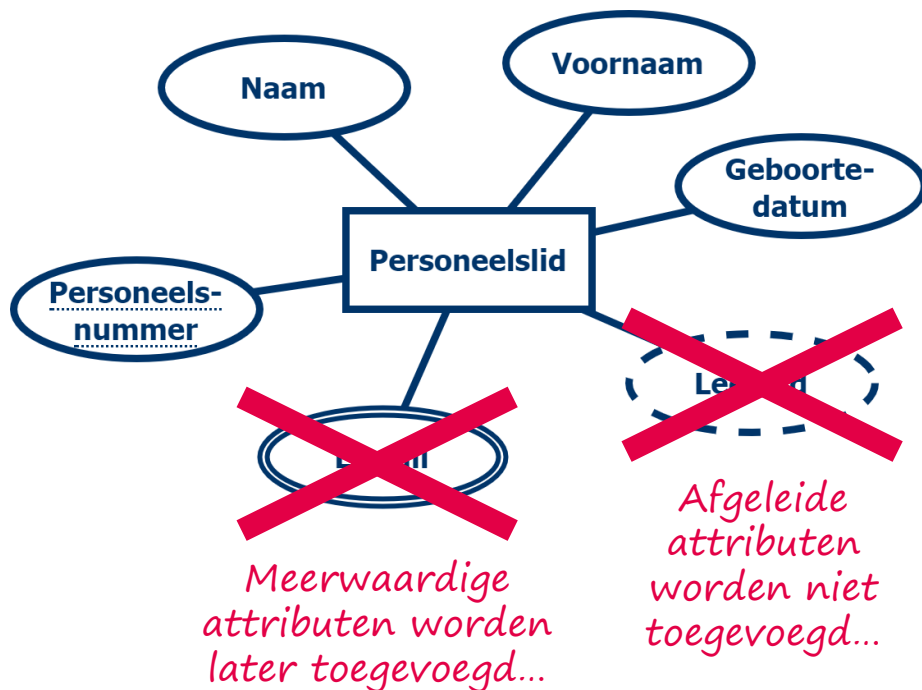 Naam
Voornaam
Geboorte-
datum
Personeelslid
Personeels-
nummer
Meerwaardige
attributen worden
later toegevoegd...
Afgeleide
attributen
worden niet
toegevoegd...